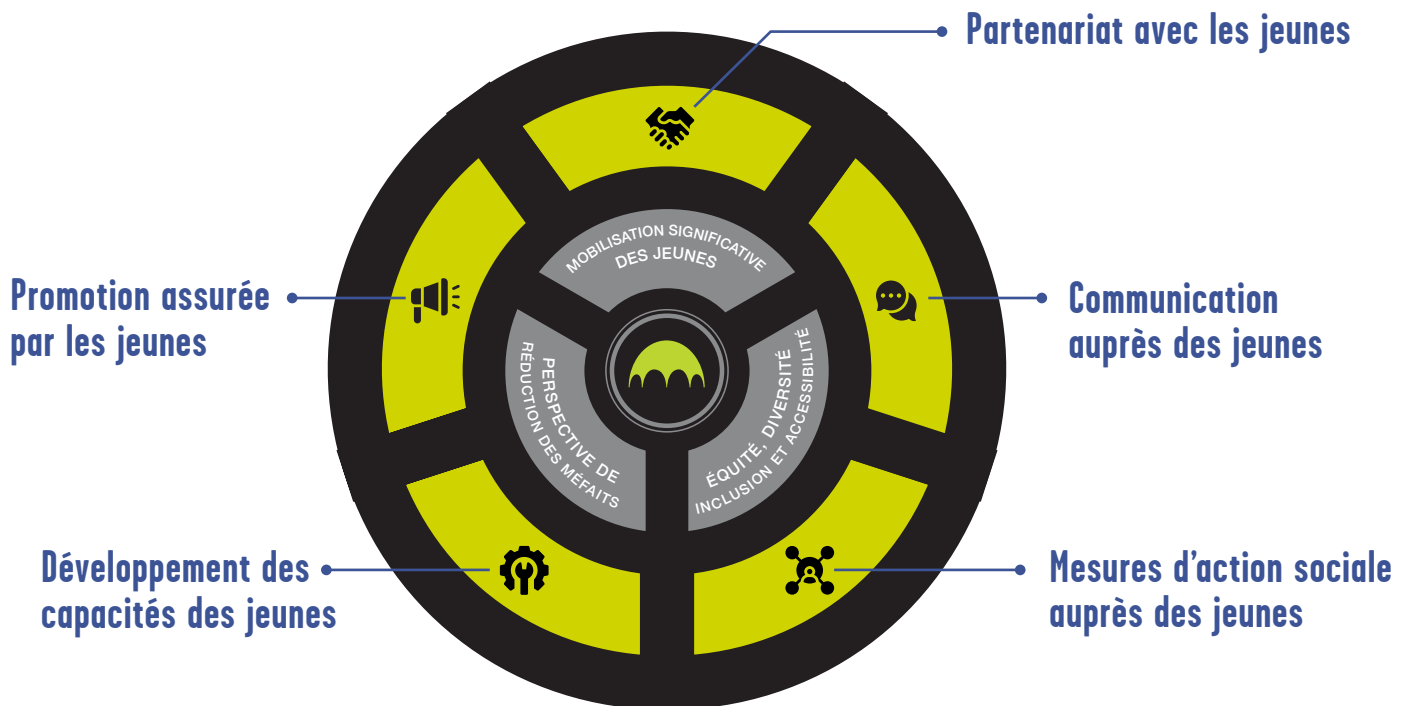 Partenariat avec les jeunes
MOBILISATION SIGNIFICATIVE
DES JEUNES
Promotion assurée
par les jeunes
Communication
auprès des jeunes
PERSPECTIVE DE
RÉDUCTION DES MÉFAITS
ÉQUITÉ, DIVERSITÉ
INCLUSION ET ACCESSIBILITÉ
Développement des
capacités des jeunes
Mesures d'action sociale
auprès des jeunes